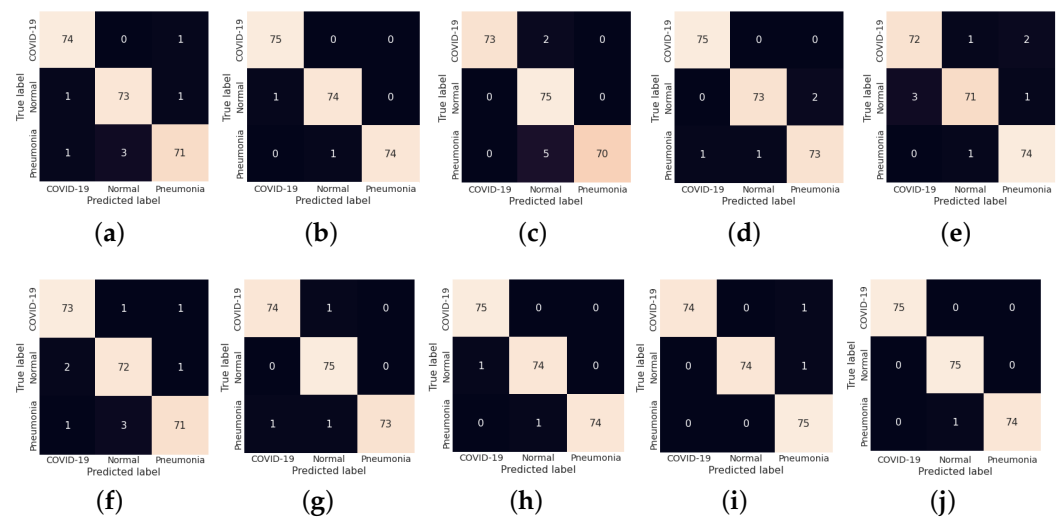 COVID-19 74 0 1
Normal 1 73 1
Pneumonia 1 3 71
True label
COVID-19 Normal Pneumonia
Predicted label
(a)
COVID-19 75 0 0
Normal 1 74 0
Pneumonia 0 1 74
True label
COVID-19 Normal Pneumonia
Predicted label
(b)
COVID-19 73 2 0
Normal 0 75 0
Pneumonia 0 5 70
True label
COVID-19 Normal Pneumonia
Predicted label
(c)
COVID-19 75 0 0
Normal 0 73 2
Pneumonia 1 1 73
True label
COVID-19 Normal Pneumonia
Predicted label
(d)
COVID-19 72 1 2
Normal 3 71 1
Pneumonia 0 1 74
True label
COVID-19 Normal Pneumonia
Predicted label
(e)
COVID-19 73 1 1
Normal 2 72 1
Pneumonia 1 3 71
True label
COVID-19 Normal Pneumonia
Predicted label
(f)
COVID-19 74 1 0
Normal 0 75 0
Pneumonia 1 1 73
True label
COVID-19 Normal Pneumonia
Predicted label
(g)
COVID-19 75 0 0
Normal 1 74 0
Pneumonia 0 1 74
True label
COVID-19 Normal Pneumonia
Predicted label
(h)
COVID-19 74 0 1
Normal 0 74 1
Pneumonia 0 0 75
True label
COVID-19 Normal Pneumonia
Predicted label
(i)
COVID-19 75 0 0
Normal 0 75 0
Pneumonia 0 1 74
True label
COVID-19 Normal Pneumonia
Predicted label
(j)